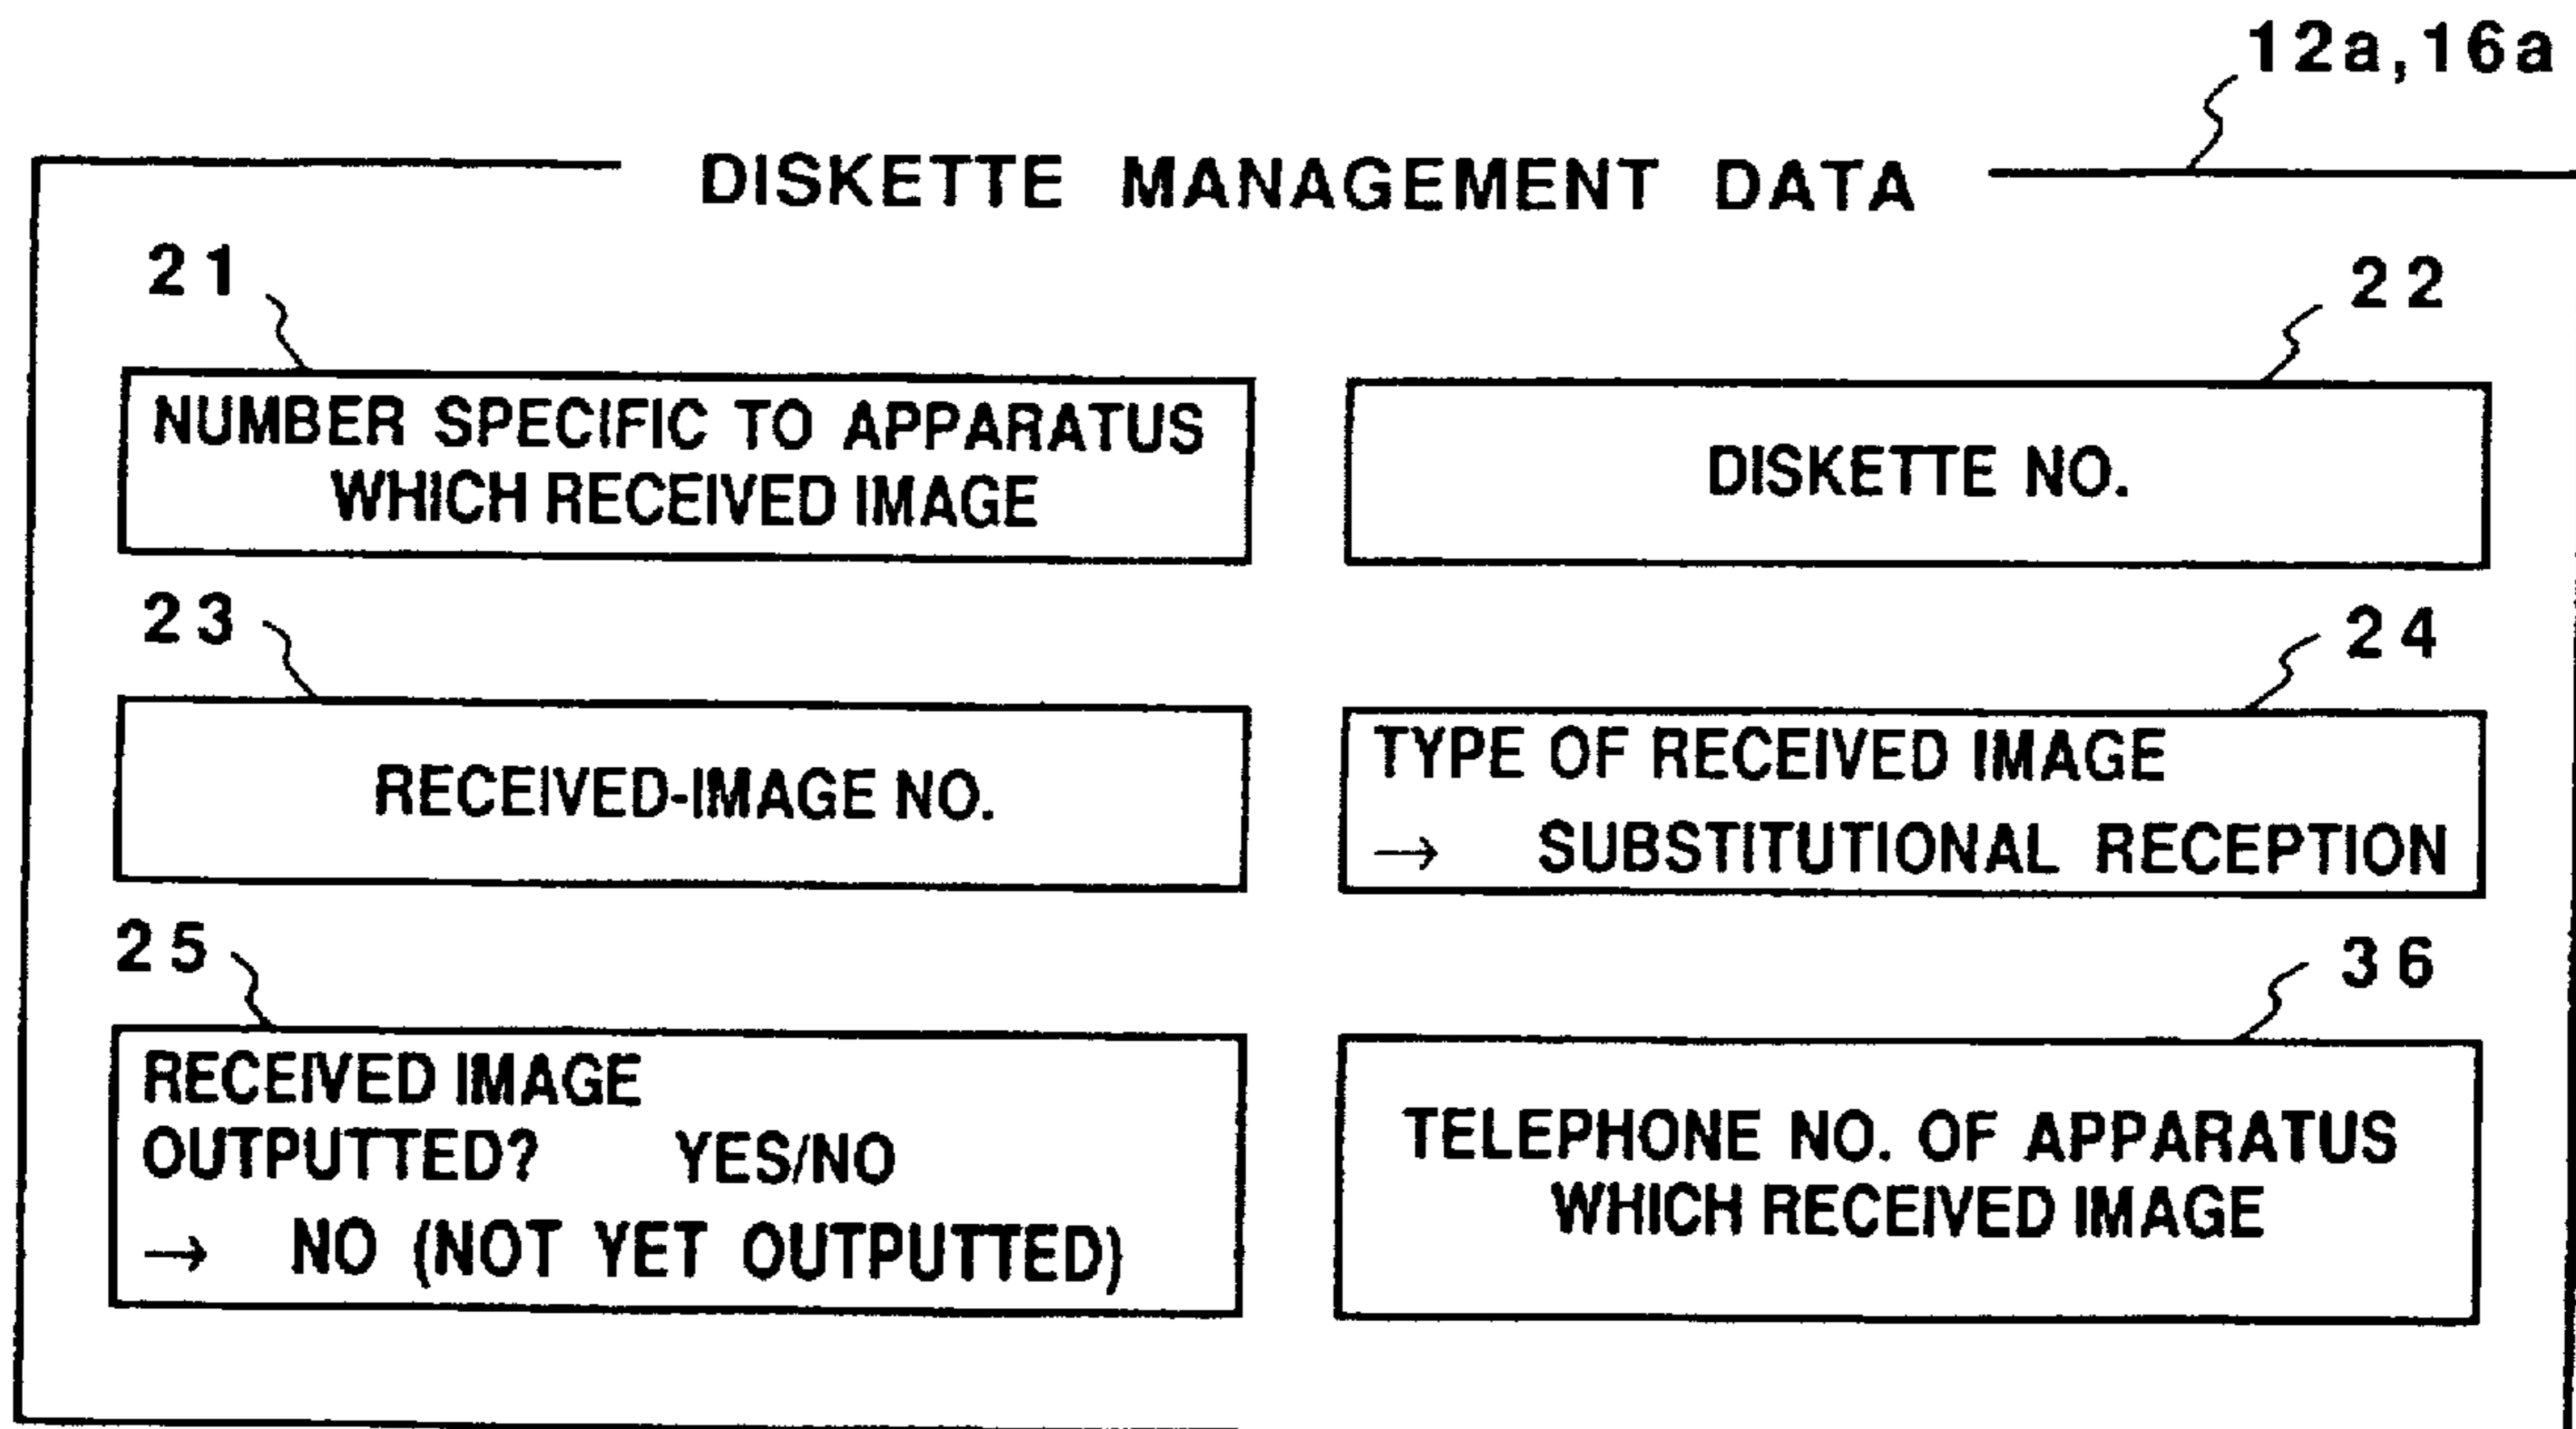 12a,16a
DISKETTE MANAGEMENT DATA
21
22
NUMBER SPECIFIC TO APPARATUS
WHICH RECEIVED IMAGE
DISKETTE NO.
23
24
RECEIVED-IMAGE NO.
TYPE OF RECEIVED IMAGE
→ SUBSTITUTIONAL RECEPTION
25
36
RECEIVED IMAGE
OUTPUTTED? YES/NO
→ NO (NOT YET OUTPUTTED)
TELEPHONE NO. OF APPARATUS
WHICH RECEIVED IMAGE